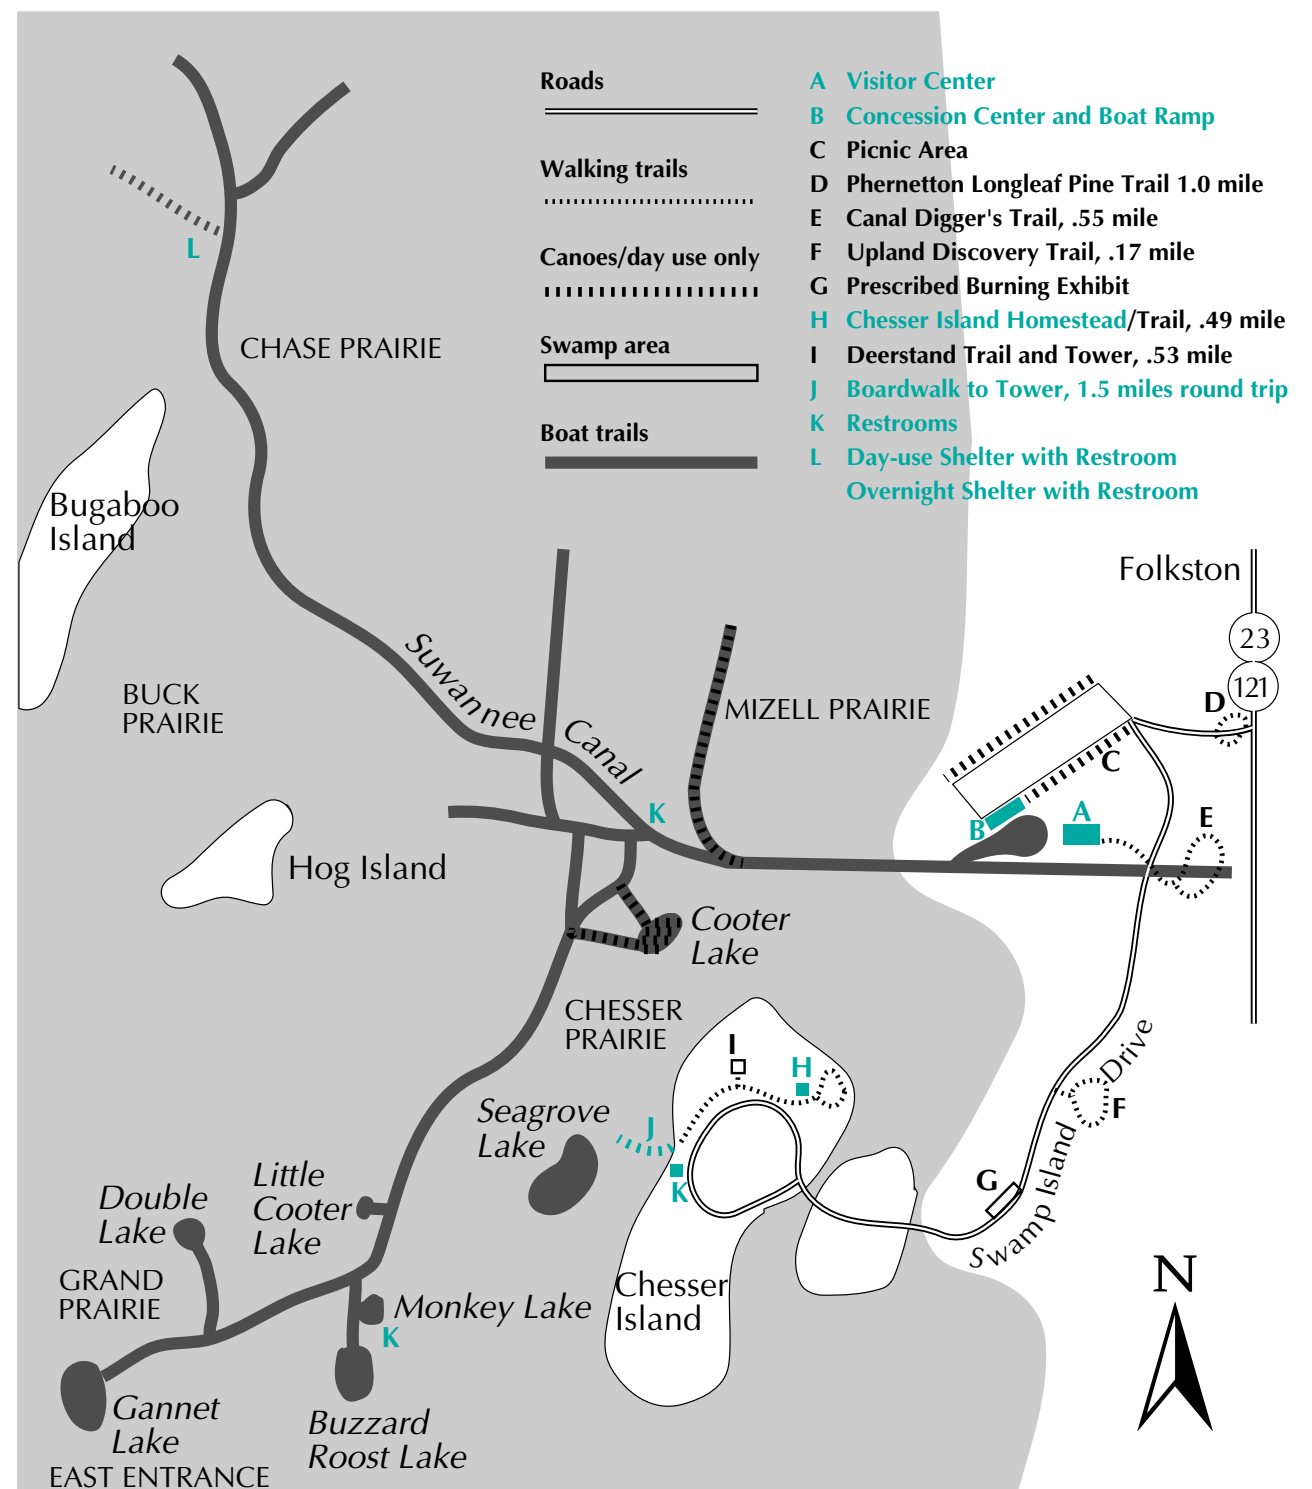 Roads
Walking trails
Canoes/day use only
Swamp area
Boat trails
A Visitor Center
B Concession Center and Boat Ramp
C Picnic Area
D Phernetton Longleaf Pine Trail 1.0 mile
E Canal Digger's Trail, .55 mile
F Upland Discovery Trail, .17 mile
G Prescribed Burning Exhibit
H Chesser Island Homestead/Trail, .49 mile
I Deerstand Trail and Tower, .53 mile
J Boardwalk to Tower, 1.5 miles round trip
K Restrooms
L Day-use Shelter with Restroom
Overnight Shelter with Restroom
L
CHASE PRAIRIE
Bugaboo
Island
Folkston
23
121
Suwannee Canal
BUCK
PRAIRIE
MIZELL PRAIRIE
D
C
K
B
A
E
Hog Island
Cooter
Lake
CHESSER
PRAIRIE
I
H
Swamp Island Drive
F
Seagrove
Lake
J
K
G
Little
Cooter
Lake
Double
Lake
GRAND
PRAIRIE
Monkey Lake
K
Chesser
Island
N
Gannet
Lake
Buzzard
Roost Lake
EAST ENTRANCE